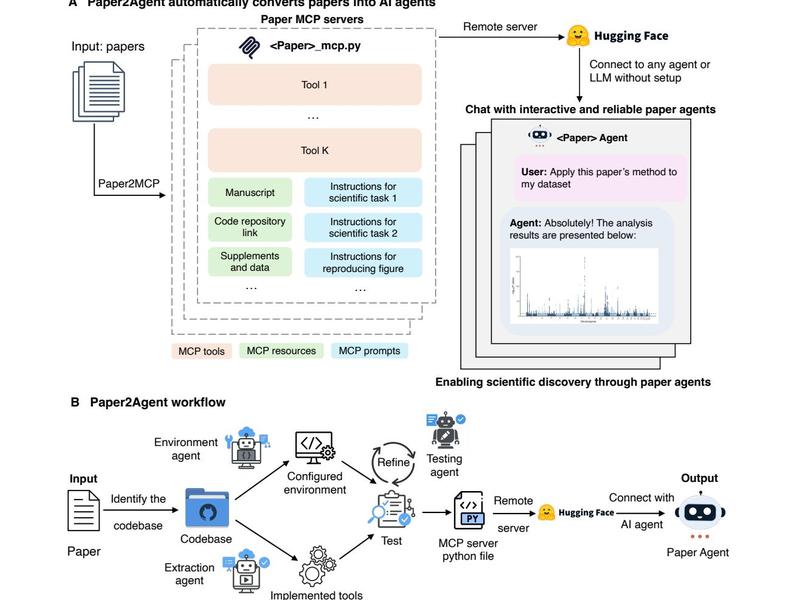 A Paper2Agent automatically converts papers into AI agents
Paper MCP servers
Input: papers
<Paper>_mcp.py
Tool 1
...
Tool K
Manuscript
Instructions for
scientific task 1
Code repository
link
Instructions for
scientific task 2
Supplements
and data
Instructions for
reproducing figure
...
...
Paper2MCP
MCP tools
MCP resources
MCP prompts
Remote server
Hugging Face
Connect to any agent or
LLM without setup
Chat with interactive and reliable paper agents
<Paper> Agent
User: Apply this paper's method to
my dataset
Agent: Absolutely! The analysis
results are presented below:
Enabling scientific discovery through paper agents
B Paper2Agent workflow
Input
Paper
Identify the
codebase
Codebase
Environment
agent
Configured
environment
Extraction
agent
Implemented tools
Refine
Testing
agent
Test
PY
MCP server
python file
Remote
server
Hugging Face
Connect with
AI agent
Output
Paper Agent